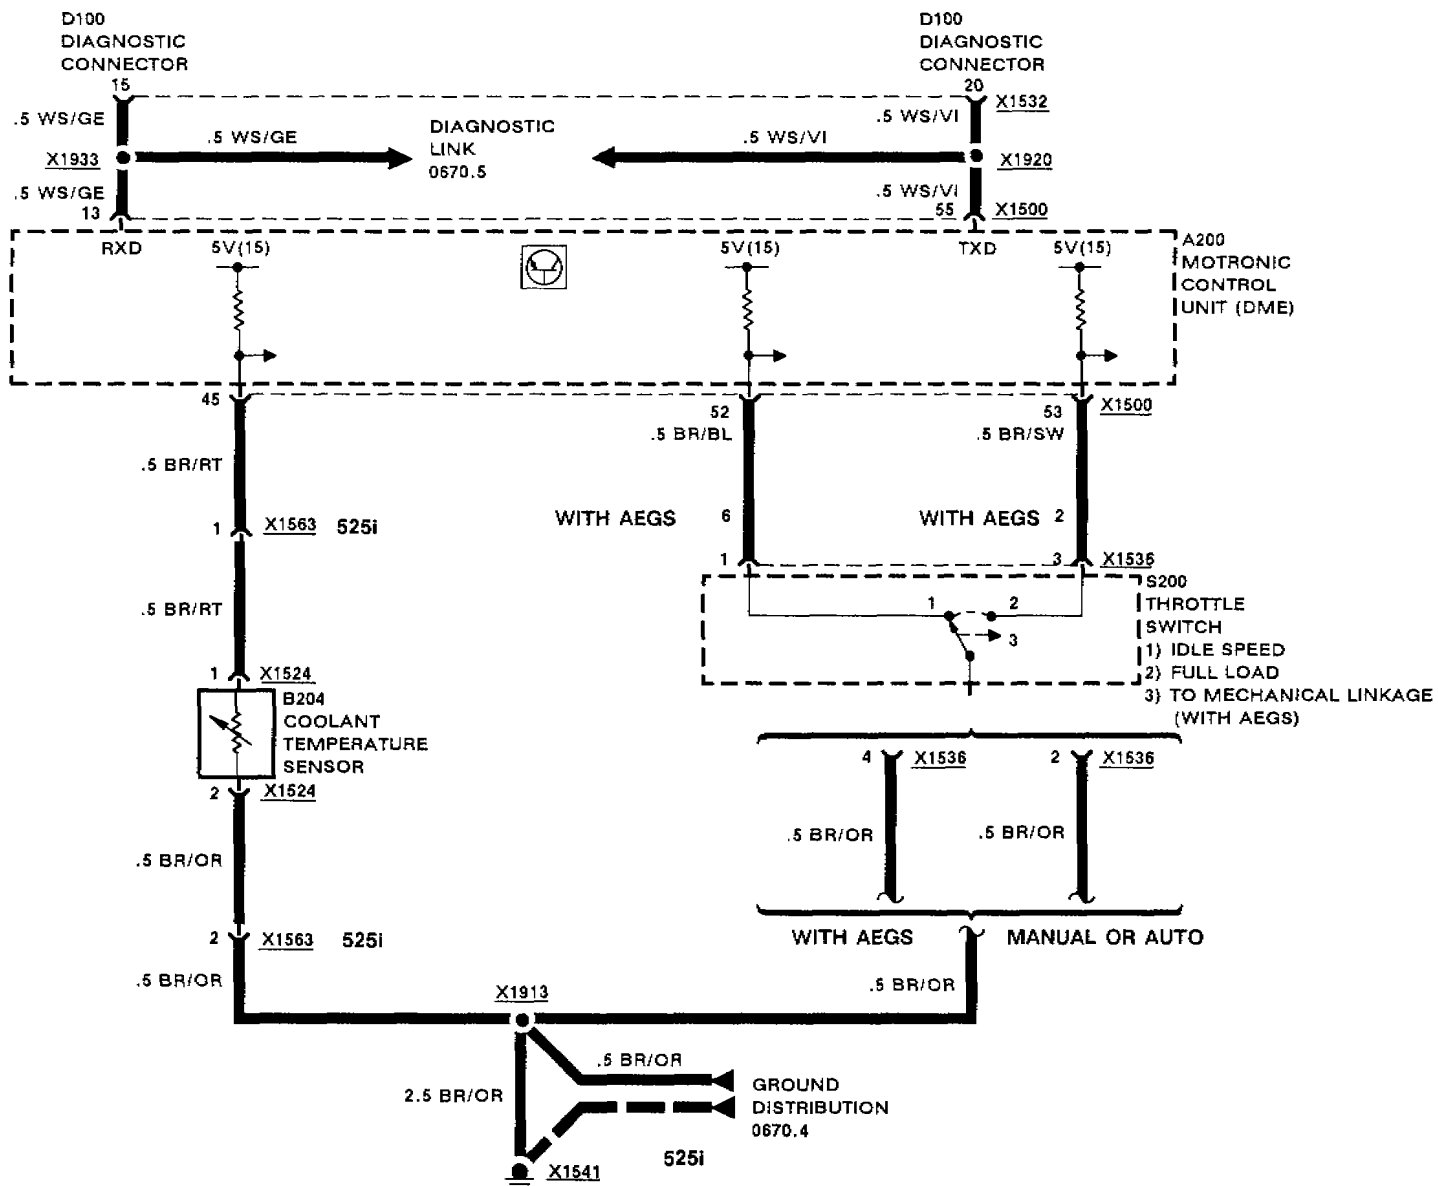 D100
DIAGNOSTIC
CONNECTOR
15
D100
DIAGNOSTIC
CONNECTOR
20
X1532
.5 WS/GE
.5 WS/GE
DIAGNOSTIC
LINK
0670.5
.5 WS/VI
.5 WS/VI
X1933
X1920
.5 WS/GE
13
.5 WS/VI
55
X1500
RXD
5V(15)
5V(15)
TXD
5V(15)
A200
MOTRONIC
CONTROL
UNIT (DME)
45
52
53
X1500
.5 BR/BL
.5 BR/SW
.5 BR/RT
1
X1563
525i
WITH AEGS
6
WITH AEGS
2
1
3
X1536
.5 BR/RT
1
2
3
S200
THROTTLE
SWITCH
1) IDLE SPEED
2) FULL LOAD
3) TO MECHANICAL LINKAGE
(WITH AEGS)
1
X1524
B204
COOLANT
TEMPERATURE
SENSOR
2
X1524
4
X1536
2
X1536
.5 BR/OR
.5 BR/OR
.5 BR/OR
2
X1563
525i
WITH AEGS
MANUAL OR AUTO
.5 BR/OR
.5 BR/OR
X1913
.5 BR/OR
2.5 BR/OR
GROUND
DISTRIBUTION
0670.4
525i
X1541